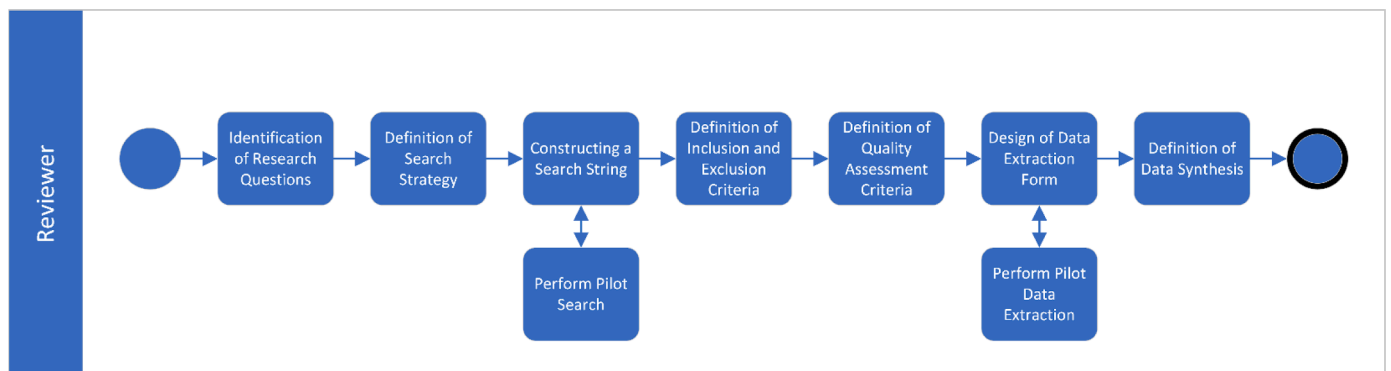 Reviewer
Identification
of Research
Questions
Definition of
Search
Strategy
Constructing a
Search String
Definition of
Inclusion and
Exclusion
Criteria
Definition of
Quality
Assessment
Criteria
Design of Data
Extraction
Form
Definition of
Data Synthesis
Perform Pilot
Search
Perform Pilot
Data
Extraction